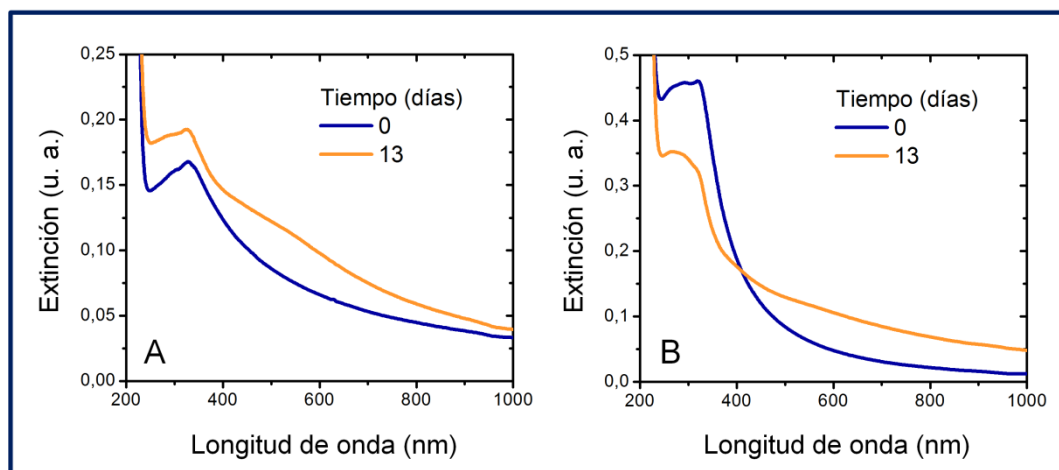 0,25
0,20
0,15
0,10
0,05
0,00
Extinción (u. a.)
Tiempo (días)
0
13
A
200 400 600 800 1000
Longitud de onda (nm)
0,5
0,4
0,3
0,2
0,1
0,0
Extinción (u. a.)
Tiempo (días)
0
13
B
200 400 600 800 1000
Longitud de onda (nm)